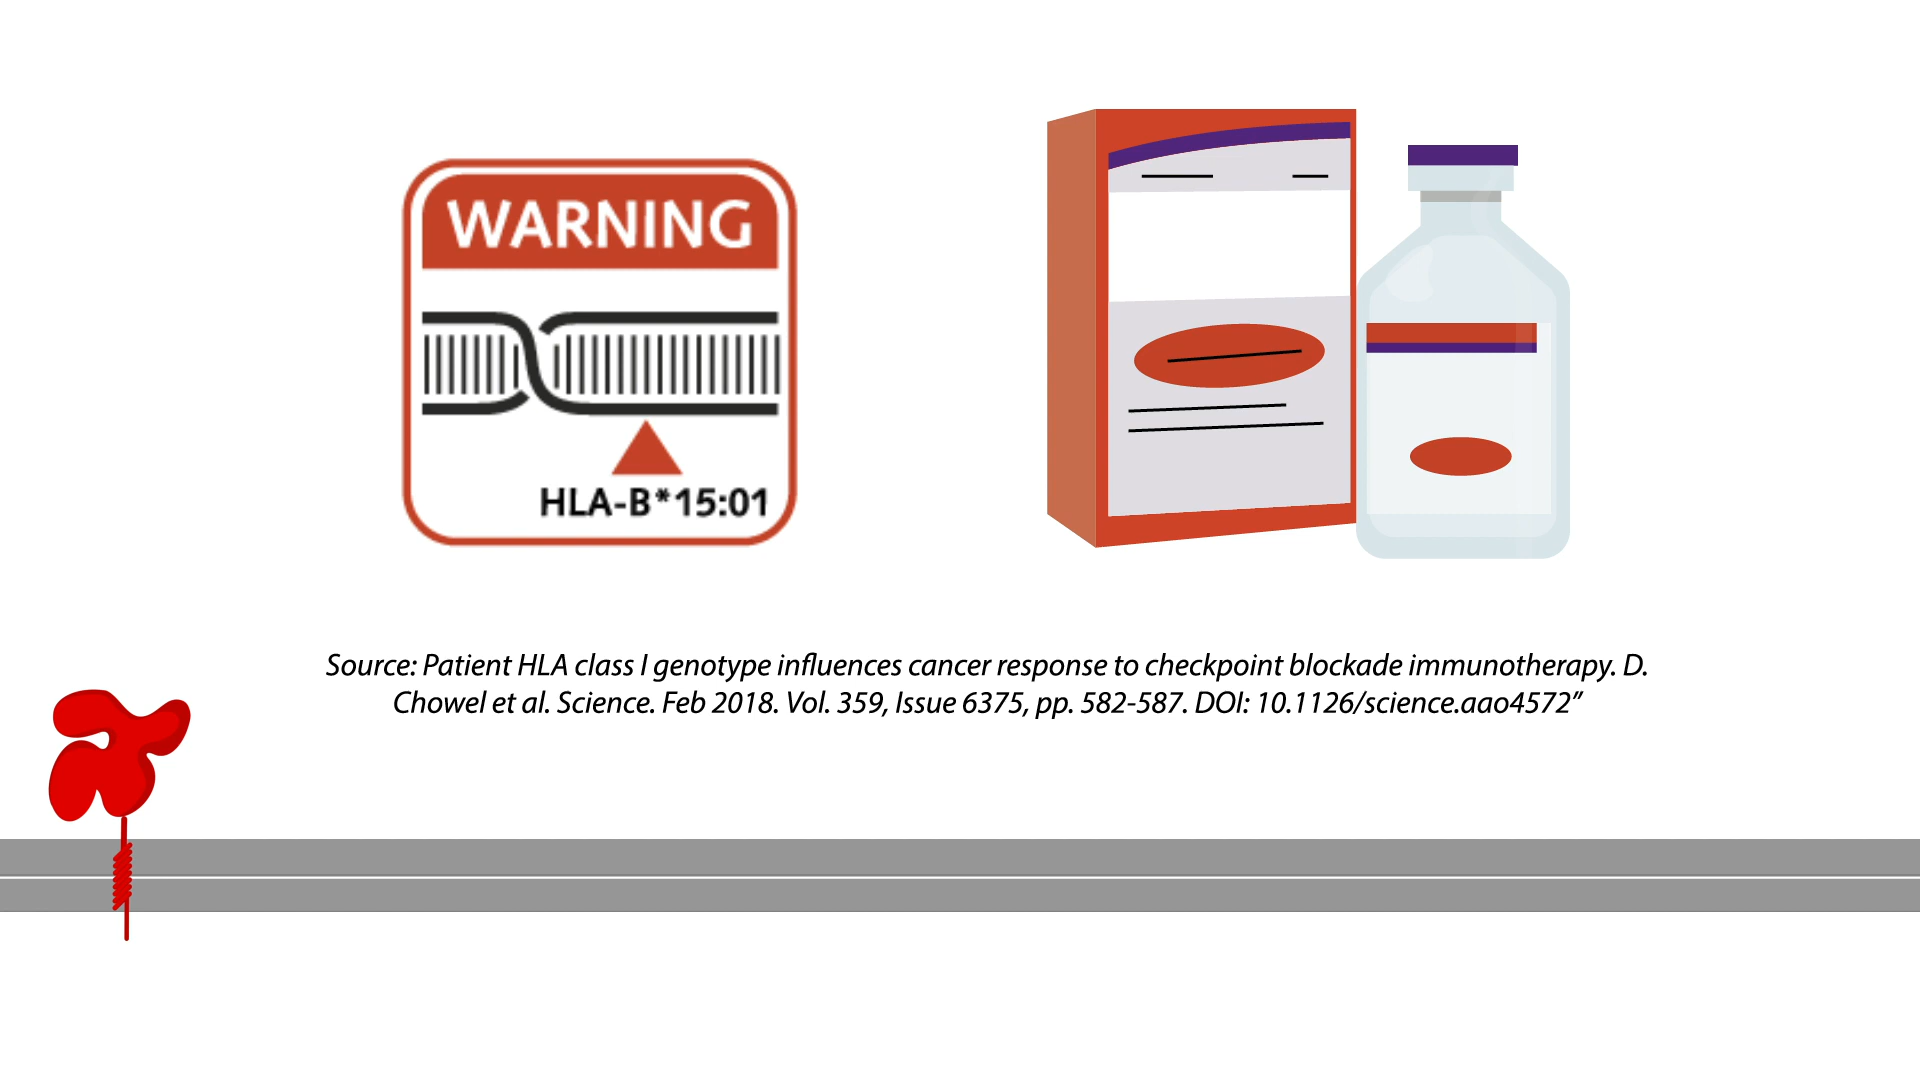 WARNING
HLA-B*15:01
Source: Patient HLA class I genotype influences cancer response to checkpoint blockade immunotherapy. D.
Chowel et al. Science. Feb 2018. Vol. 359, Issue 6375, pp. 582-587. DOI: 10.1126/science.aao4572”